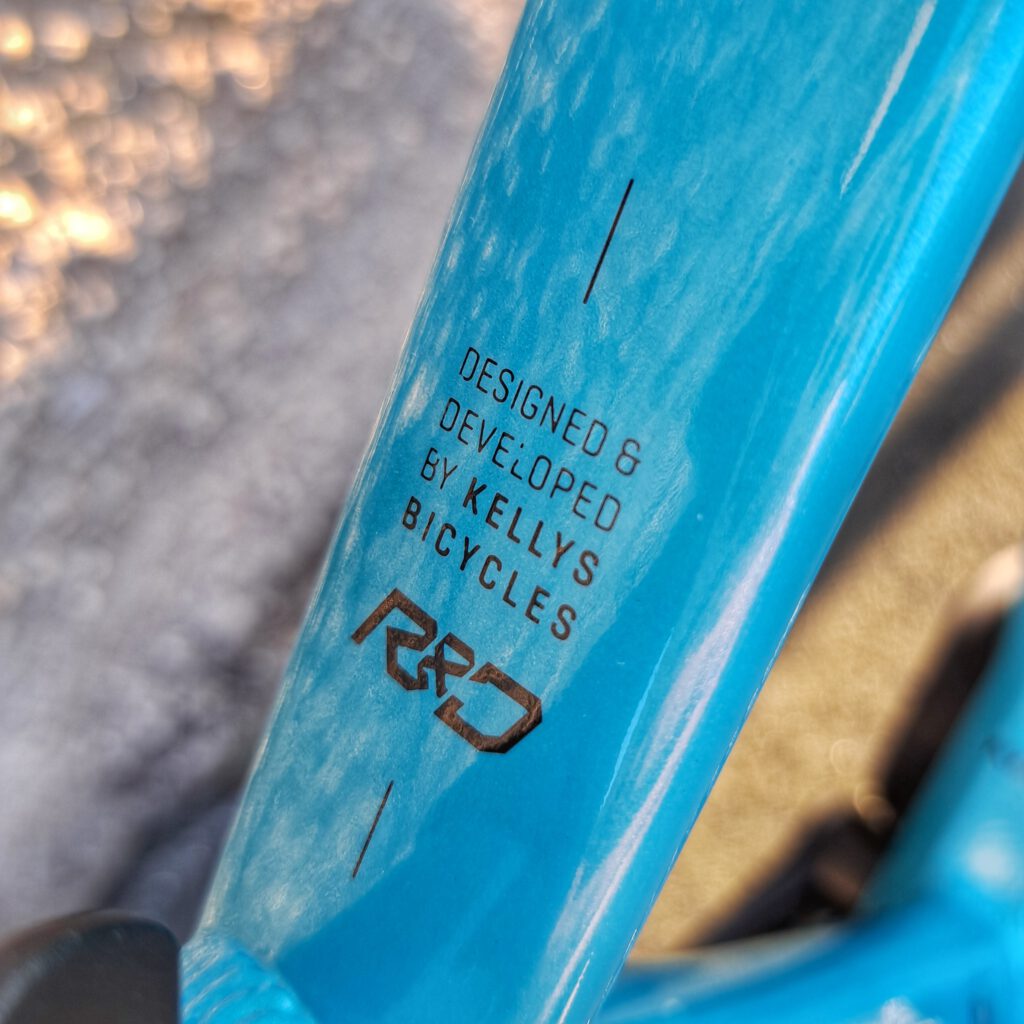 DESIGNED &
DEVELOPED
BY KELLYS
BICYCLES
R&D